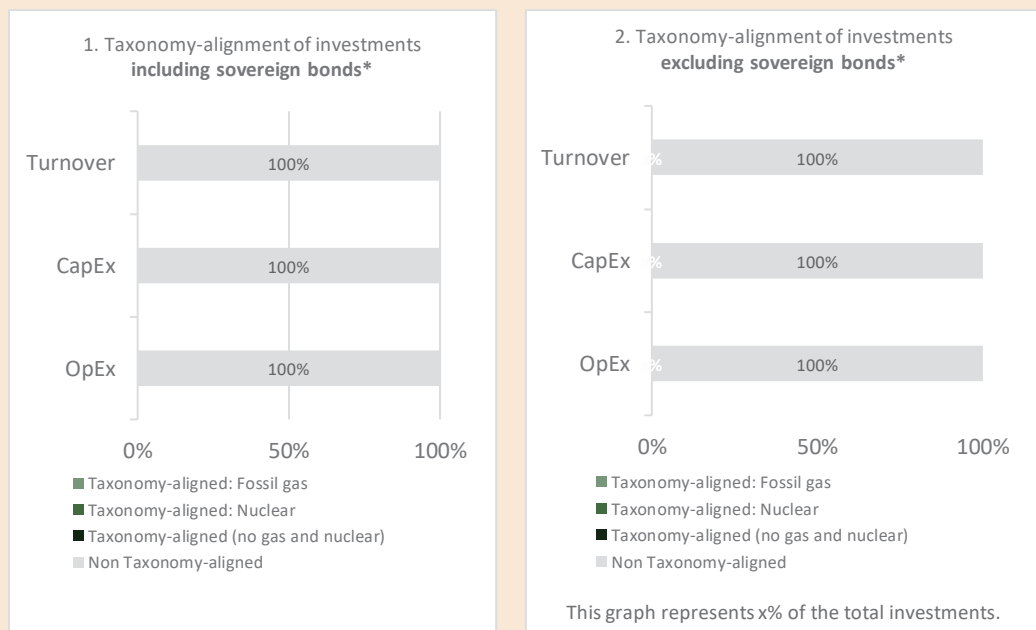 1. Taxonomy-alignment of investments
including sovereign bonds*
Turnover
100%
CapEx
100%
OpEx
100%
0% 50% 100%
Taxonomy-aligned: Fossil gas
Taxonomy-aligned: Nuclear
Taxonomy-aligned (no gas and nuclear)
Non Taxonomy-aligned
2. Taxonomy-alignment of investments
excluding sovereign bonds*
Turnover
% 100%
CapEx
% 100%
OpEx
% 100%
0% 50% 100%
Taxonomy-aligned: Fossil gas
Taxonomy-aligned: Nuclear
Taxonomy-aligned (no gas and nuclear)
Non Taxonomy-aligned
This graph represents x% of the total investments.